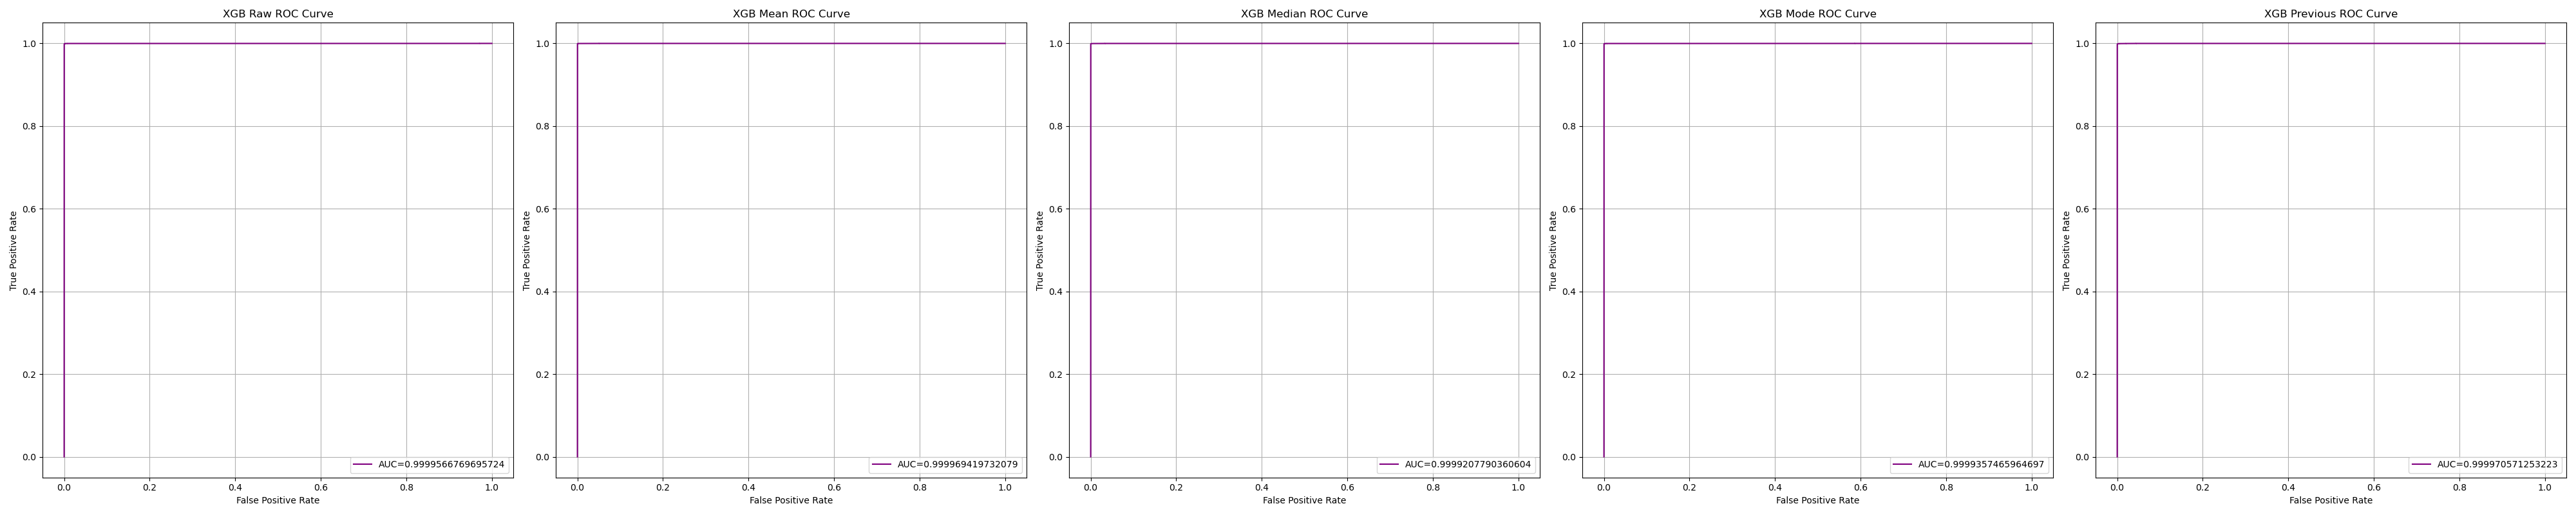 XGB Raw ROC Curve
True Positive Rate
1.0
0.8
0.6
0.4
0.2
0.0
AUC=0.9999566769695724
0.0 0.2 0.4 0.6 0.8 1.0
False Positive Rate
XGB Mean ROC Curve
True Positive Rate
1.0
0.8
0.6
0.4
0.2
0.0
AUC=0.999969419732079
0.0 0.2 0.4 0.6 0.8 1.0
False Positive Rate
XGB Median ROC Curve
True Positive Rate
1.0
0.8
0.6
0.4
0.2
0.0
AUC=0.9999207790360604
0.0 0.2 0.4 0.6 0.8 1.0
False Positive Rate
XGB Mode ROC Curve
True Positive Rate
1.0
0.8
0.6
0.4
0.2
0.0
AUC=0.9999357465964697
0.0 0.2 0.4 0.6 0.8 1.0
False Positive Rate
XGB Previous ROC Curve
True Positive Rate
1.0
0.8
0.6
0.4
0.2
0.0
AUC=0.999970571253223
0.0 0.2 0.4 0.6 0.8 1.0
False Positive Rate